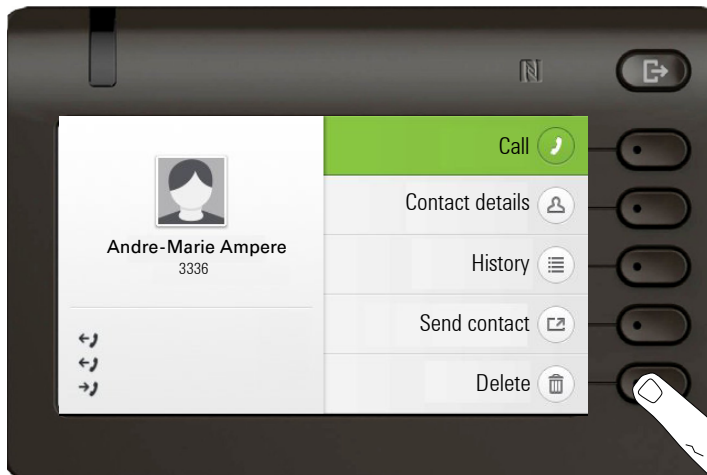 Andre-Marie Ampere
3336
Call
Contact details
History
Send contact
Delete